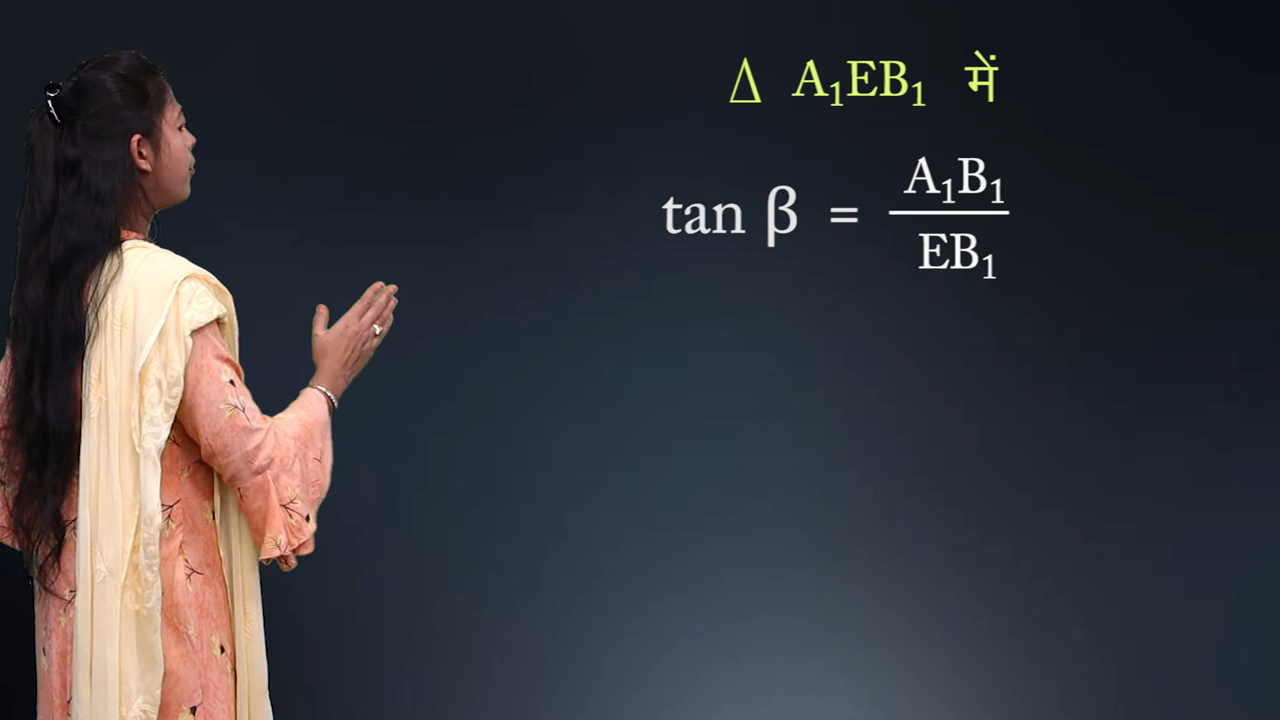 Δ A₁EB₁ में
tan β = A₁B₁ / EB₁